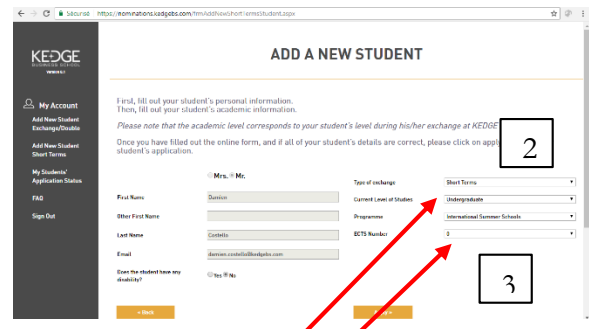 Sécurisé https://nominations.kedgebs.com/frmAddNewShortTermsStudent.aspx
KEDGE
BUSINESS SCHOOL
ADD A NEW STUDENT
My Account
Add New Student
Exchange/Double
Add New Student
Short Terms
My Students'
Application Status
FAQ
Sign Out
First, fill out your student's personal information.
Then, fill out your student's academic information.
Please note that the academic level corresponds to your student's level during his/her exchange at KEDGE
Once you have filled out the online form, and if all of your student's details are correct, please click on apply
student's application.
2
Mrs. Mr.
Type of exchange Short Terms
First Name Damien Current Level of Studies Undergraduate
Other First Name Programme International Summer Schools
Last Name Costello ECTS Number 0
Email damien.costello@kedgebs.com
Does the student have any
disability? Yes No
3
« Back